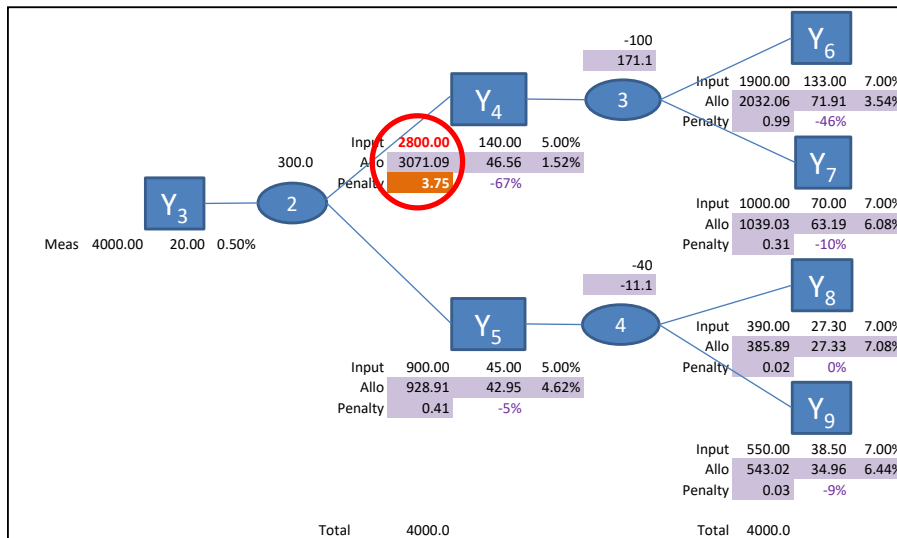 -100
171.1
Y6
Input 1900.00 133.00 7.00%
Allo 2032.06 71.91 3.54%
Penalty 0.99 -46%
Y4
3
Input 2800.00 140.00 5.00%
Allo 3071.09 46.56 1.52%
Penalty 3.75 -67%
300.0
Y7
Input 1000.00 70.00 7.00%
Allo 1039.03 63.19 6.08%
Penalty 0.31 -10%
Y3
2
Meas 4000.00 20.00 0.50%
-40
-11.1
Y8
Input 390.00 27.30 7.00%
Allo 385.89 27.33 7.08%
Penalty 0.02 0%
Y5
4
Input 900.00 45.00 5.00%
Allo 928.91 42.95 4.62%
Penalty 0.41 -5%
Y9
Input 550.00 38.50 7.00%
Allo 543.02 34.96 6.44%
Penalty 0.03 -9%
Total 4000.0
Total 4000.0